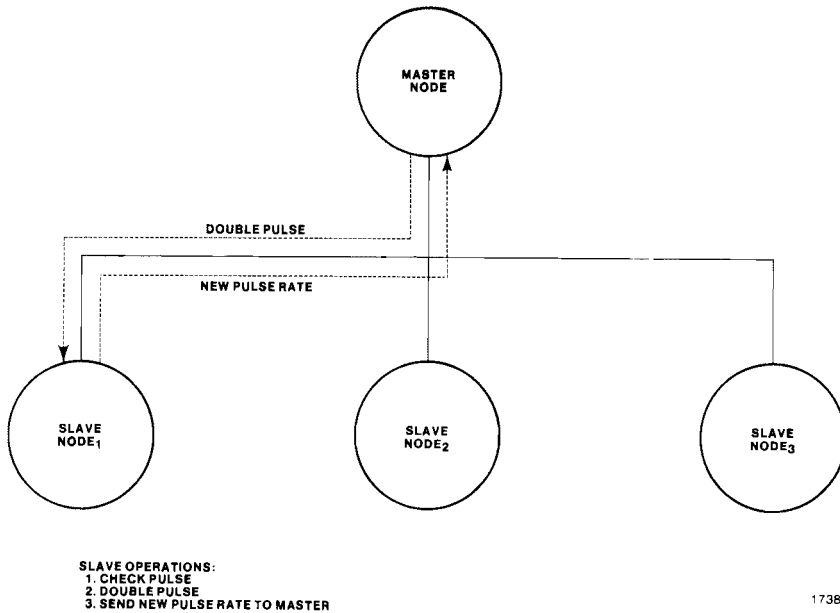 MASTER
NODE
DOUBLE PULSE
NEW PULSE RATE
SLAVE
NODE₁
SLAVE
NODE₂
SLAVE
NODE₃
SLAVE OPERATIONS:
1. CHECK PULSE
2. DOUBLE PULSE
3. SEND NEW PULSE RATE TO MASTER
1738